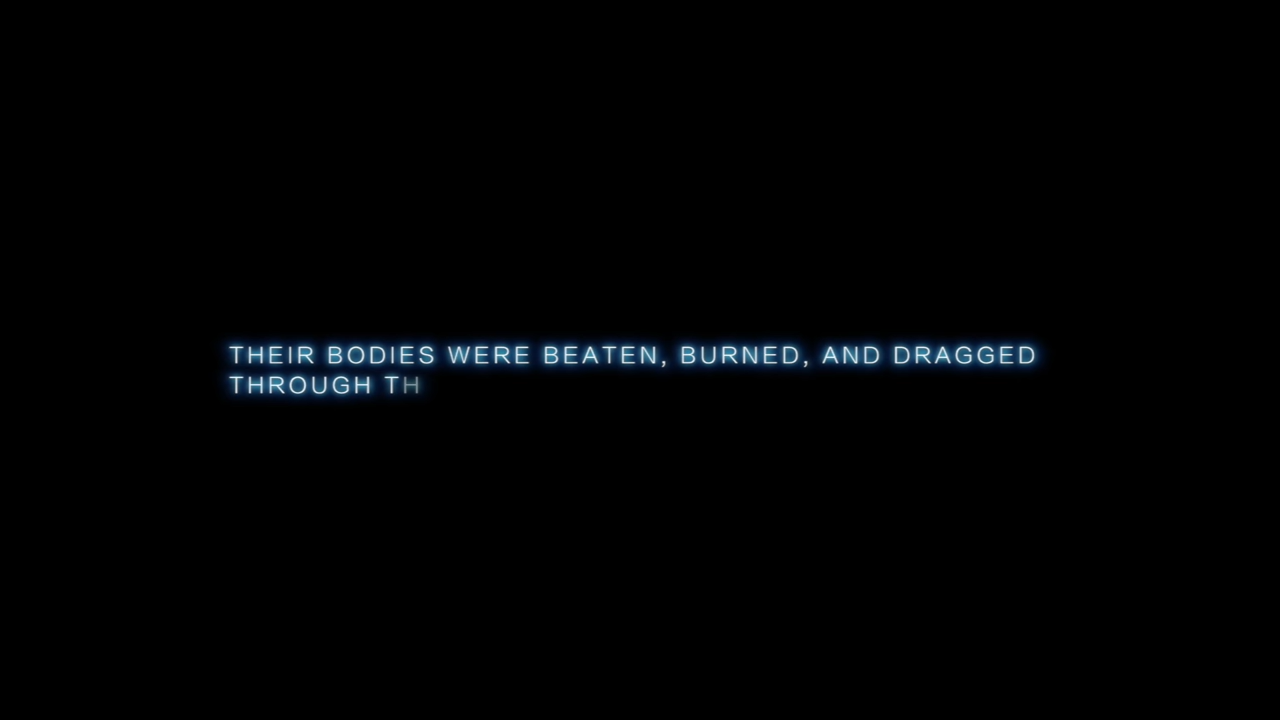 THEIR BODIES WERE BEATEN, BURNED, AND DRAGGED
THROUGH TH